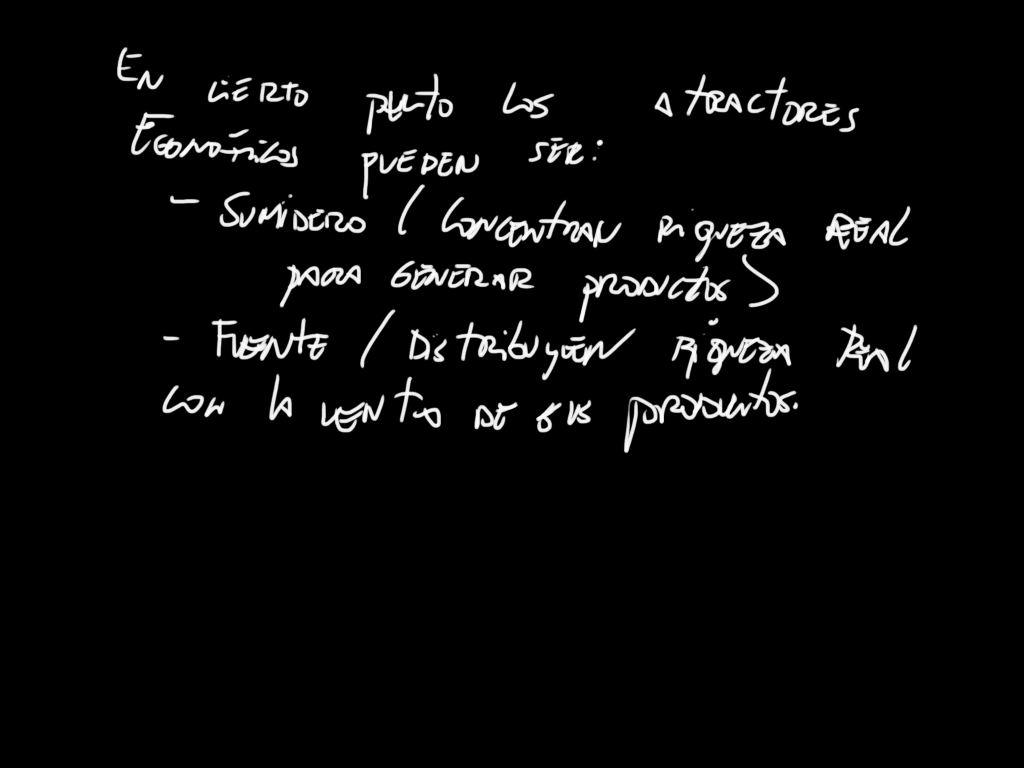 EN CIERTO PUNTO LOS ATRACTORES
ECONÓMICOS PUEDEN SER:
- SUMIDERO (CONCENTRAN RIQUEZA REAL
PARA GENERAR PRODUCTOS)
- FUENTE / DISTRIBUYEN RIQUEZA REAL
CON LA VENTA DE SUS PRODUCTOS.